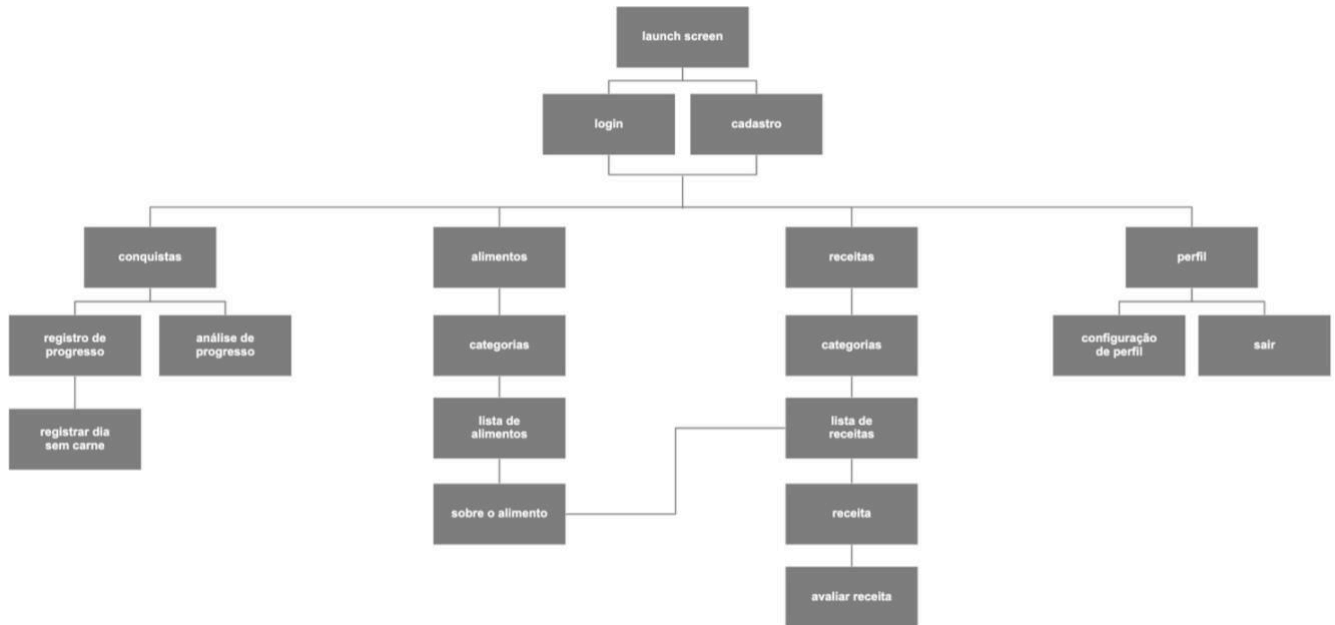 launch screen
login
cadastro
conquistas
alimentos
receitas
perfil
registro de
progresso
análise de
progresso
categorias
categorias
configuração
de perfil
sair
registrar dia
sem carne
lista de
alimentos
lista de
receitas
sobre o alimento
receita
avaliar receita